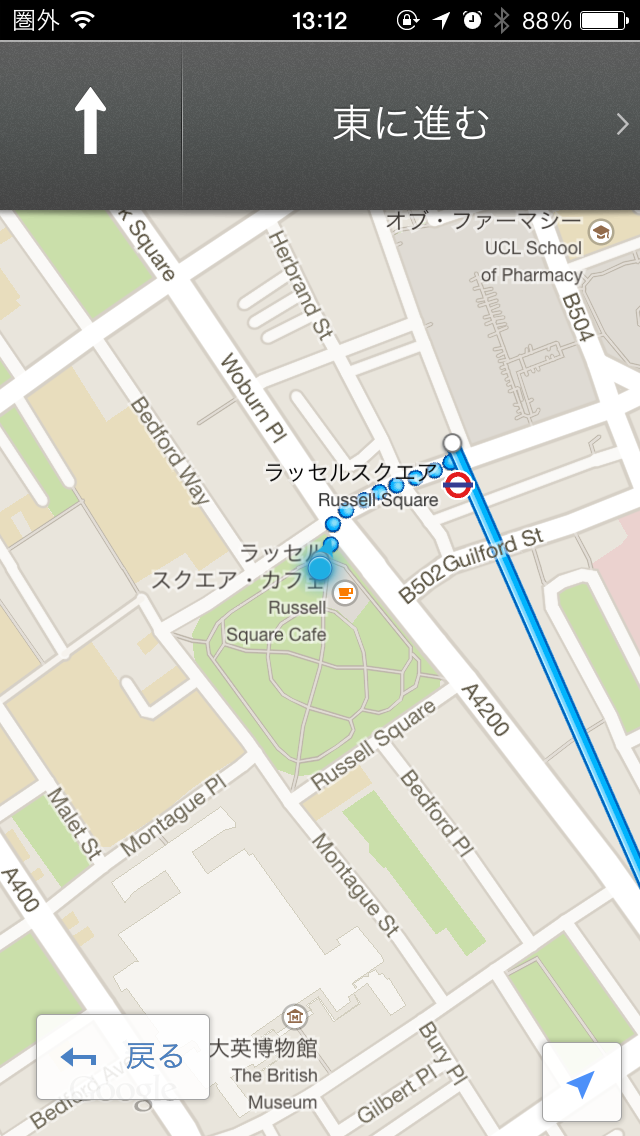 圏外
13:12
88%
東に進む
オブ・ファーマシー
UCL School
of Pharmacy
k Square
Herbrand St
B504
Woburn Pl
Bedford Way
ラッセルスクエア
Russell Square
ラッセル
スクエア・カフェ
Russell
Square Cafe
B502
Guilford St
A4200
Russell Square
Bedford Pl
Montague Pl
Malet St
Montague St
A400
大英博物館
The British
Museum
戻る
Google
Bury Pl
Gilbert Pl